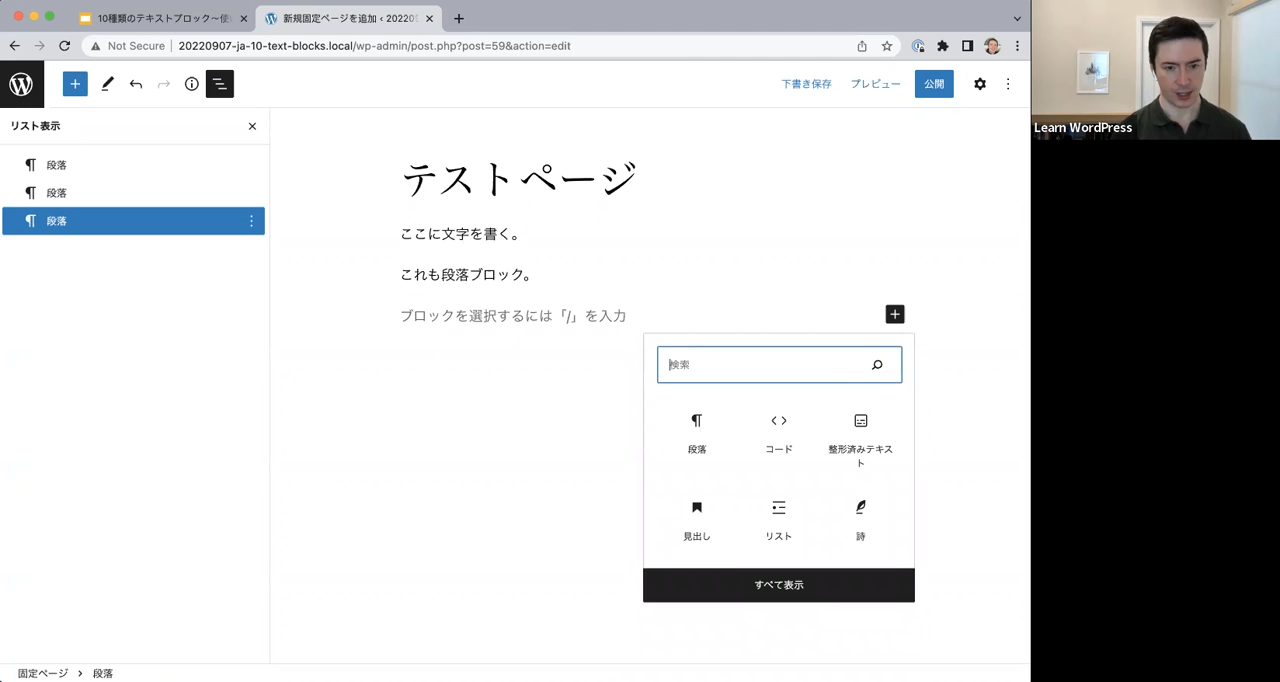 10種類のテキストブロック〜使い
新規固定ページを追加 ‹ 20220
Not Secure
20220907-ja-10-text-blocks.local/wp-admin/post.php?post=59&action=edit
下書き保存
プレビュー
公開
Learn WordPress
リスト表示
段落
段落
段落
テストページ
ここに文字を書く。
これも段落ブロック。
ブロックを選択するには「/」を入力
検索
段落
コード
整形済みテキス
ト
見出し
リスト
詩
すべて表示
固定ページ
段落